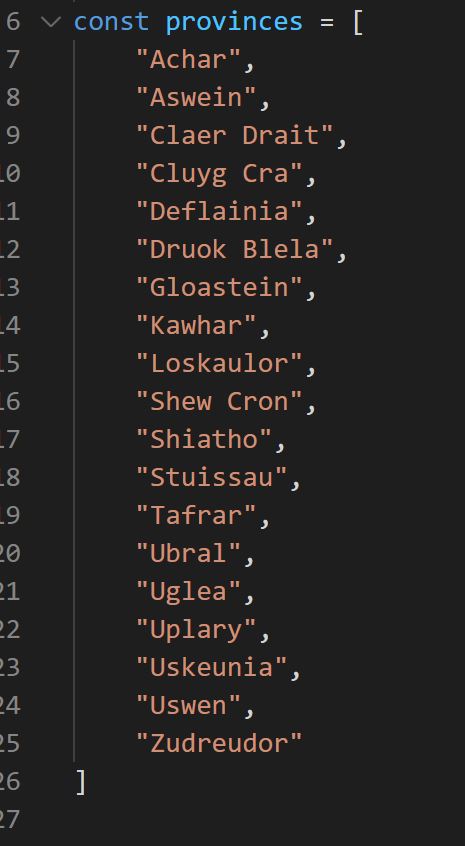 6 const provinces = [
7 "Achar",
8 "Aswein",
9 "Claer Drait",
10 "Cluyg Cra",
11 "Deflainia",
12 "Druok Blela",
13 "Gloastein",
14 "Kawhar",
15 "Loskaulor",
16 "Shew Cron",
17 "Shiatho",
18 "Stuissau",
19 "Tafrar",
20 "Ubral",
21 "Uglea",
22 "Uplary",
23 "Uskeunia",
24 "Uswen",
25 "Zudreudor"
26 ]
27